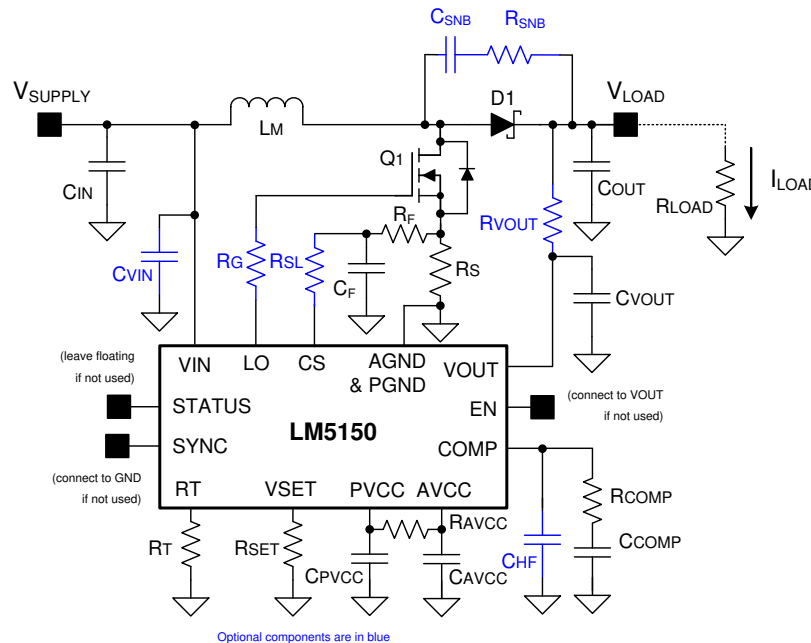 CSNB
RSNB
VSUPPLY
LM
D1
VLOAD
Q1
CIN
COUT
RLOAD
ILOAD
RVOUT
RF
CVIN
RG
RSL
CF
RS
CVOUT
(leave floating
if not used)
VIN
LO
CS
AGND
& PGND
VOUT
STATUS
EN
(connect to VOUT
if not used)
LM5150
SYNC
COMP
(connect to GND
if not used)
RT
VSET
PVCC
AVCC
RCOMP
RT
RSET
RAVCC
CPVCC
CAVCC
CHF
CCOMP
Optional components are in blue